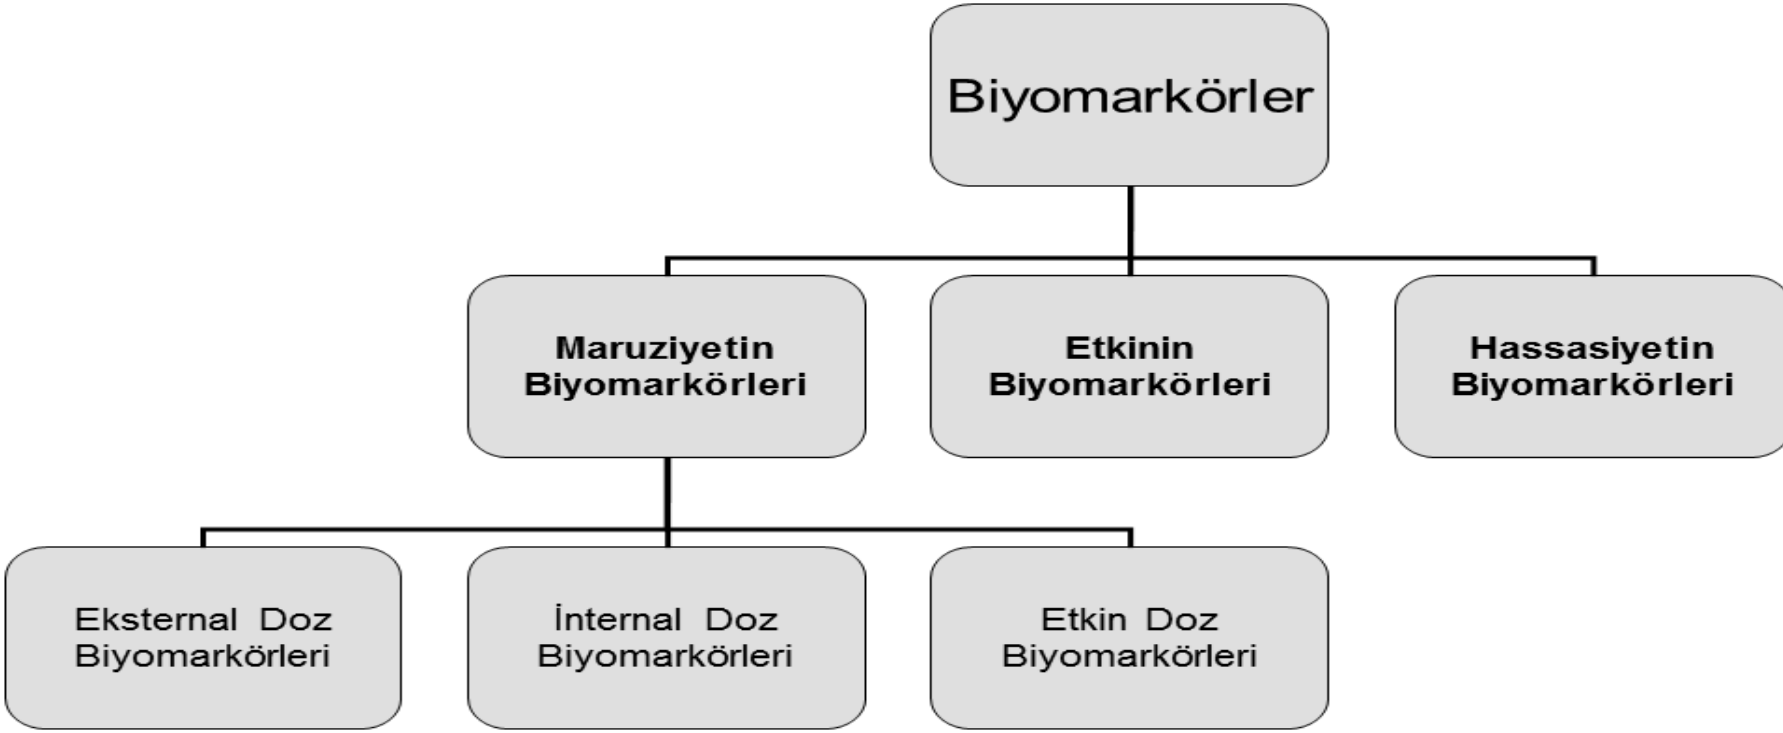 Biyomarkörler
Maruziyetin
Biyomarkörleri
Etkinin
Biyomarkörleri
Hassasiyetin
Biyomarkörleri
Eksternal Doz
Biyomarkörleri
İnternal Doz
Biyomarkörleri
Etkin Doz
Biyomarkörleri